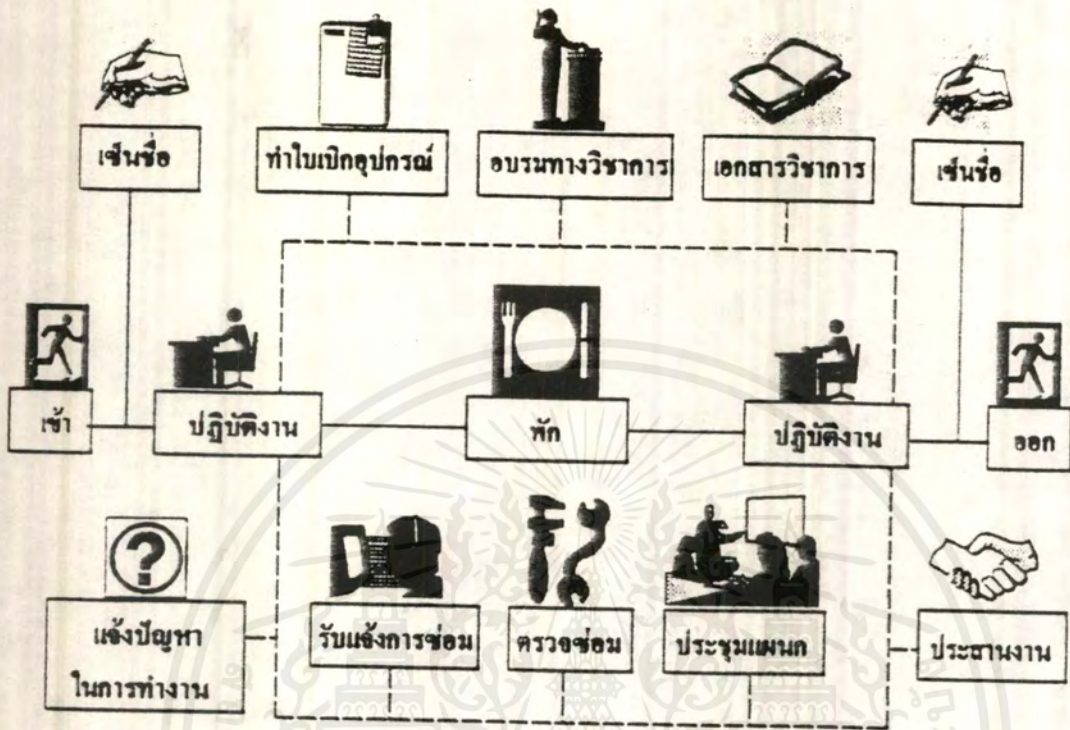 เซ็นชื่อ
ทำใบเบิกอุปกรณ์
อบรมทางวิชาการ
เอกสารวิชาการ
เซ็นชื่อ
เข้า
ปฏิบัติงาน
พัก
ปฏิบัติงาน
ออก
แจ้งปัญหา
ในการทำงาน
รับแจ้งการซ่อม
ตรวจซ่อม
ประชุมแผนก
ประสานงาน